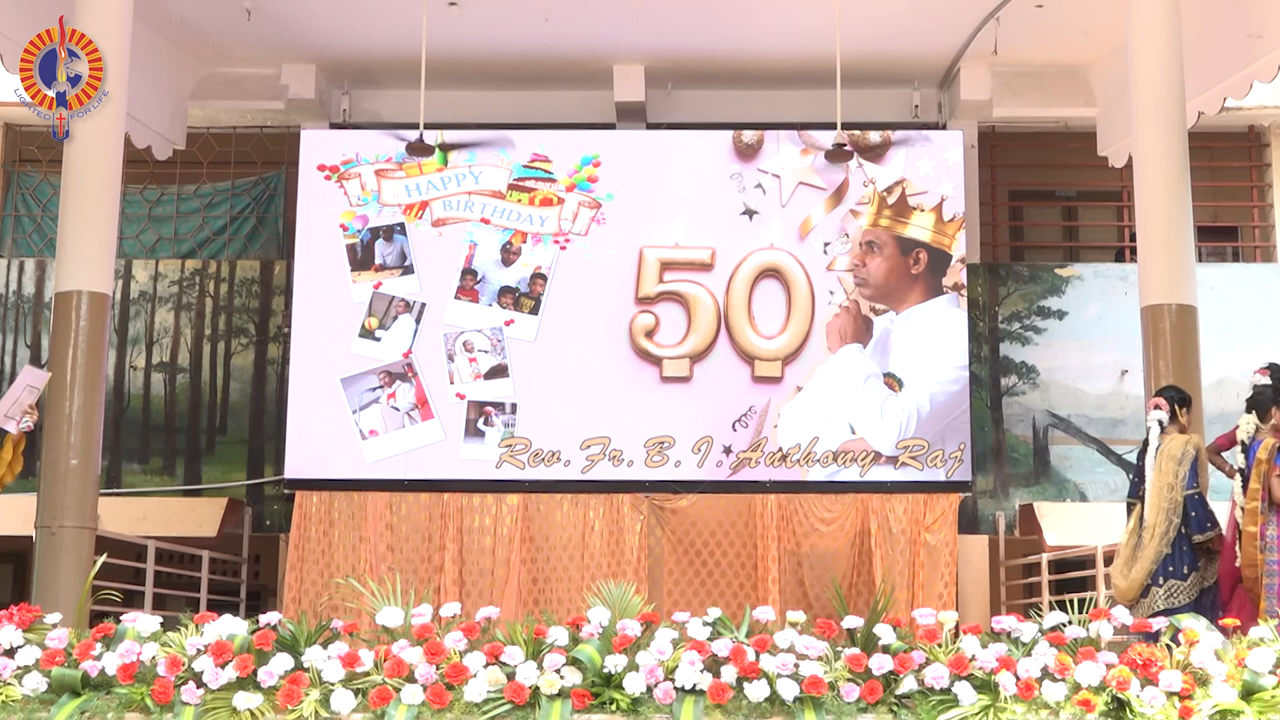 LIGHTED FOR LIFE
HAPPY
BIRTHDAY
50
Rev. Fr. B. I. Anthony Raj